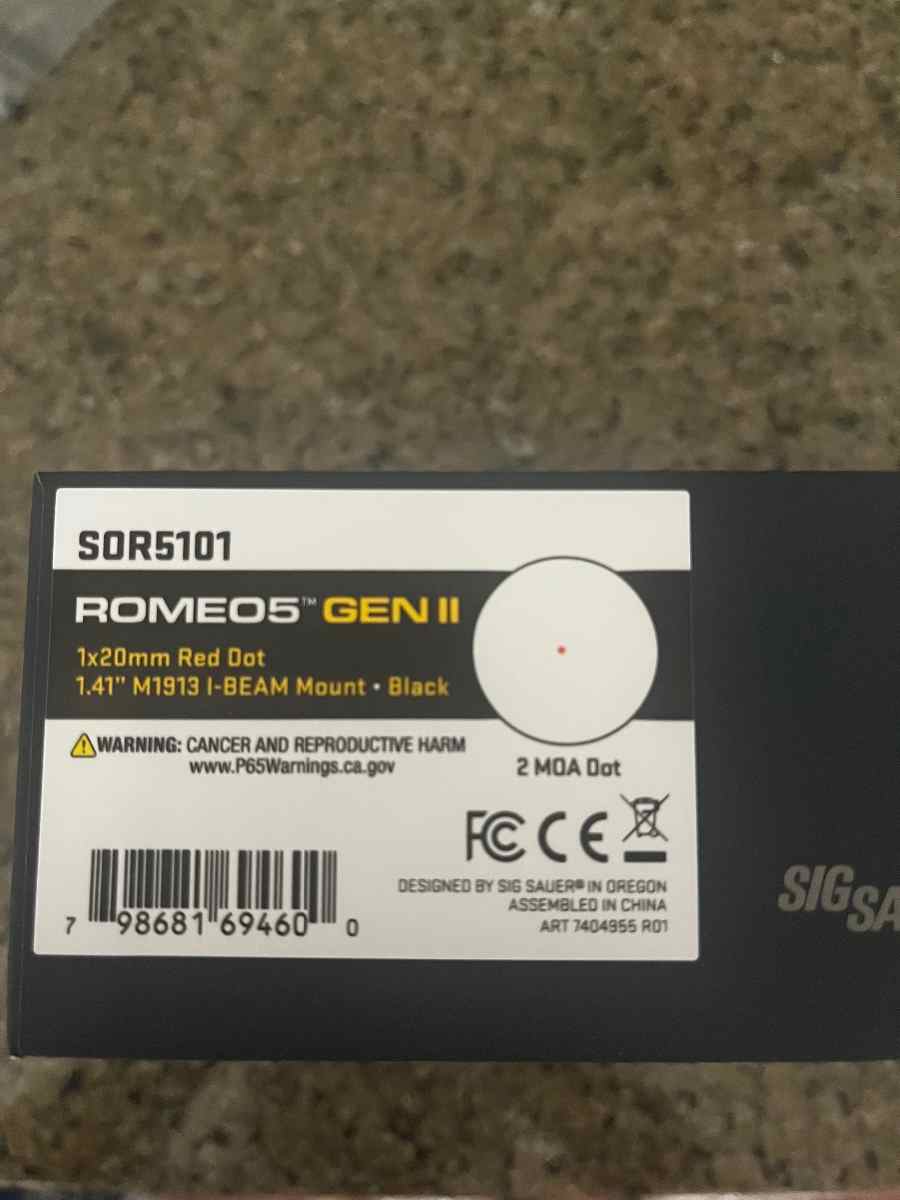 SOR5101
ROMEO5™ GEN II
1x20mm Red Dot
1.41" M1913 I-BEAM Mount • Black
WARNING: CANCER AND REPRODUCTIVE HARM
www.P65Warnings.ca.gov
2 MOA Dot
FC CE
DESIGNED BY SIG SAUER® IN OREGON
ASSEMBLED IN CHINA
ART 7404955 R01
7 98681 69460 0
SIG SA